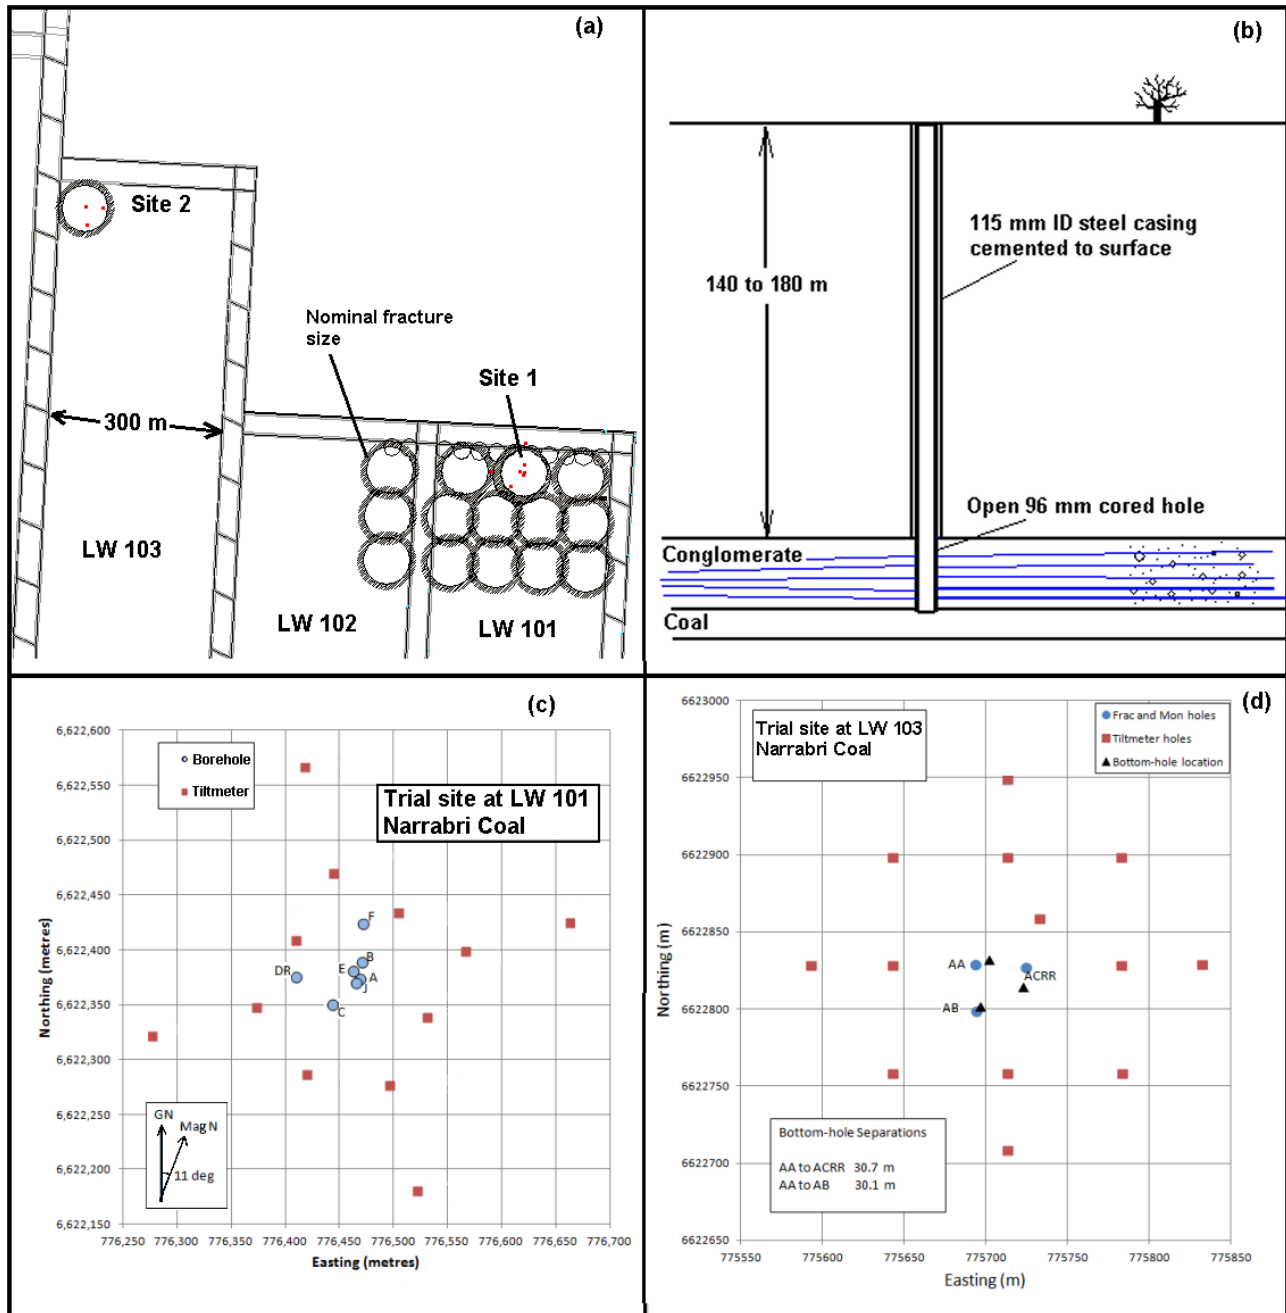 (a)
Site 2
Nominal fracture
size
Site 1
300 m
LW 103
LW 102
LW 101
(b)
115 mm ID steel casing
cemented to surface
140 to 180 m
Open 96 mm cored hole
Conglomerate
Coal
(c)
6,622,600
6,622,550
6,622,500
6,622,450
6,622,400
6,622,350
6,622,300
6,622,250
6,622,200
6,622,150
Northing (metres)
Borehole
Tiltmeter
Trial site at LW 101
Narrabri Coal
F
B
E
A
DR
J
C
GN
Mag N
11 deg
776,250 776,300 776,350 776,400 776,450 776,500 776,550 776,600 776,650 776,700
Easting (metres)
(d)
6623000
6622950
6622900
6622850
6622800
6622750
6622700
6622650
Northing (m)
Trial site at LW 103
Narrabri Coal
Frac and Mon holes
Tiltmeter holes
Bottom-hole location
AA
ACRR
AB
Bottom-hole Separations
AA to ACRR 30.7 m
AA to AB 30.1 m
775550 775600 775650 775700 775750 775800 775850
Easting (m)